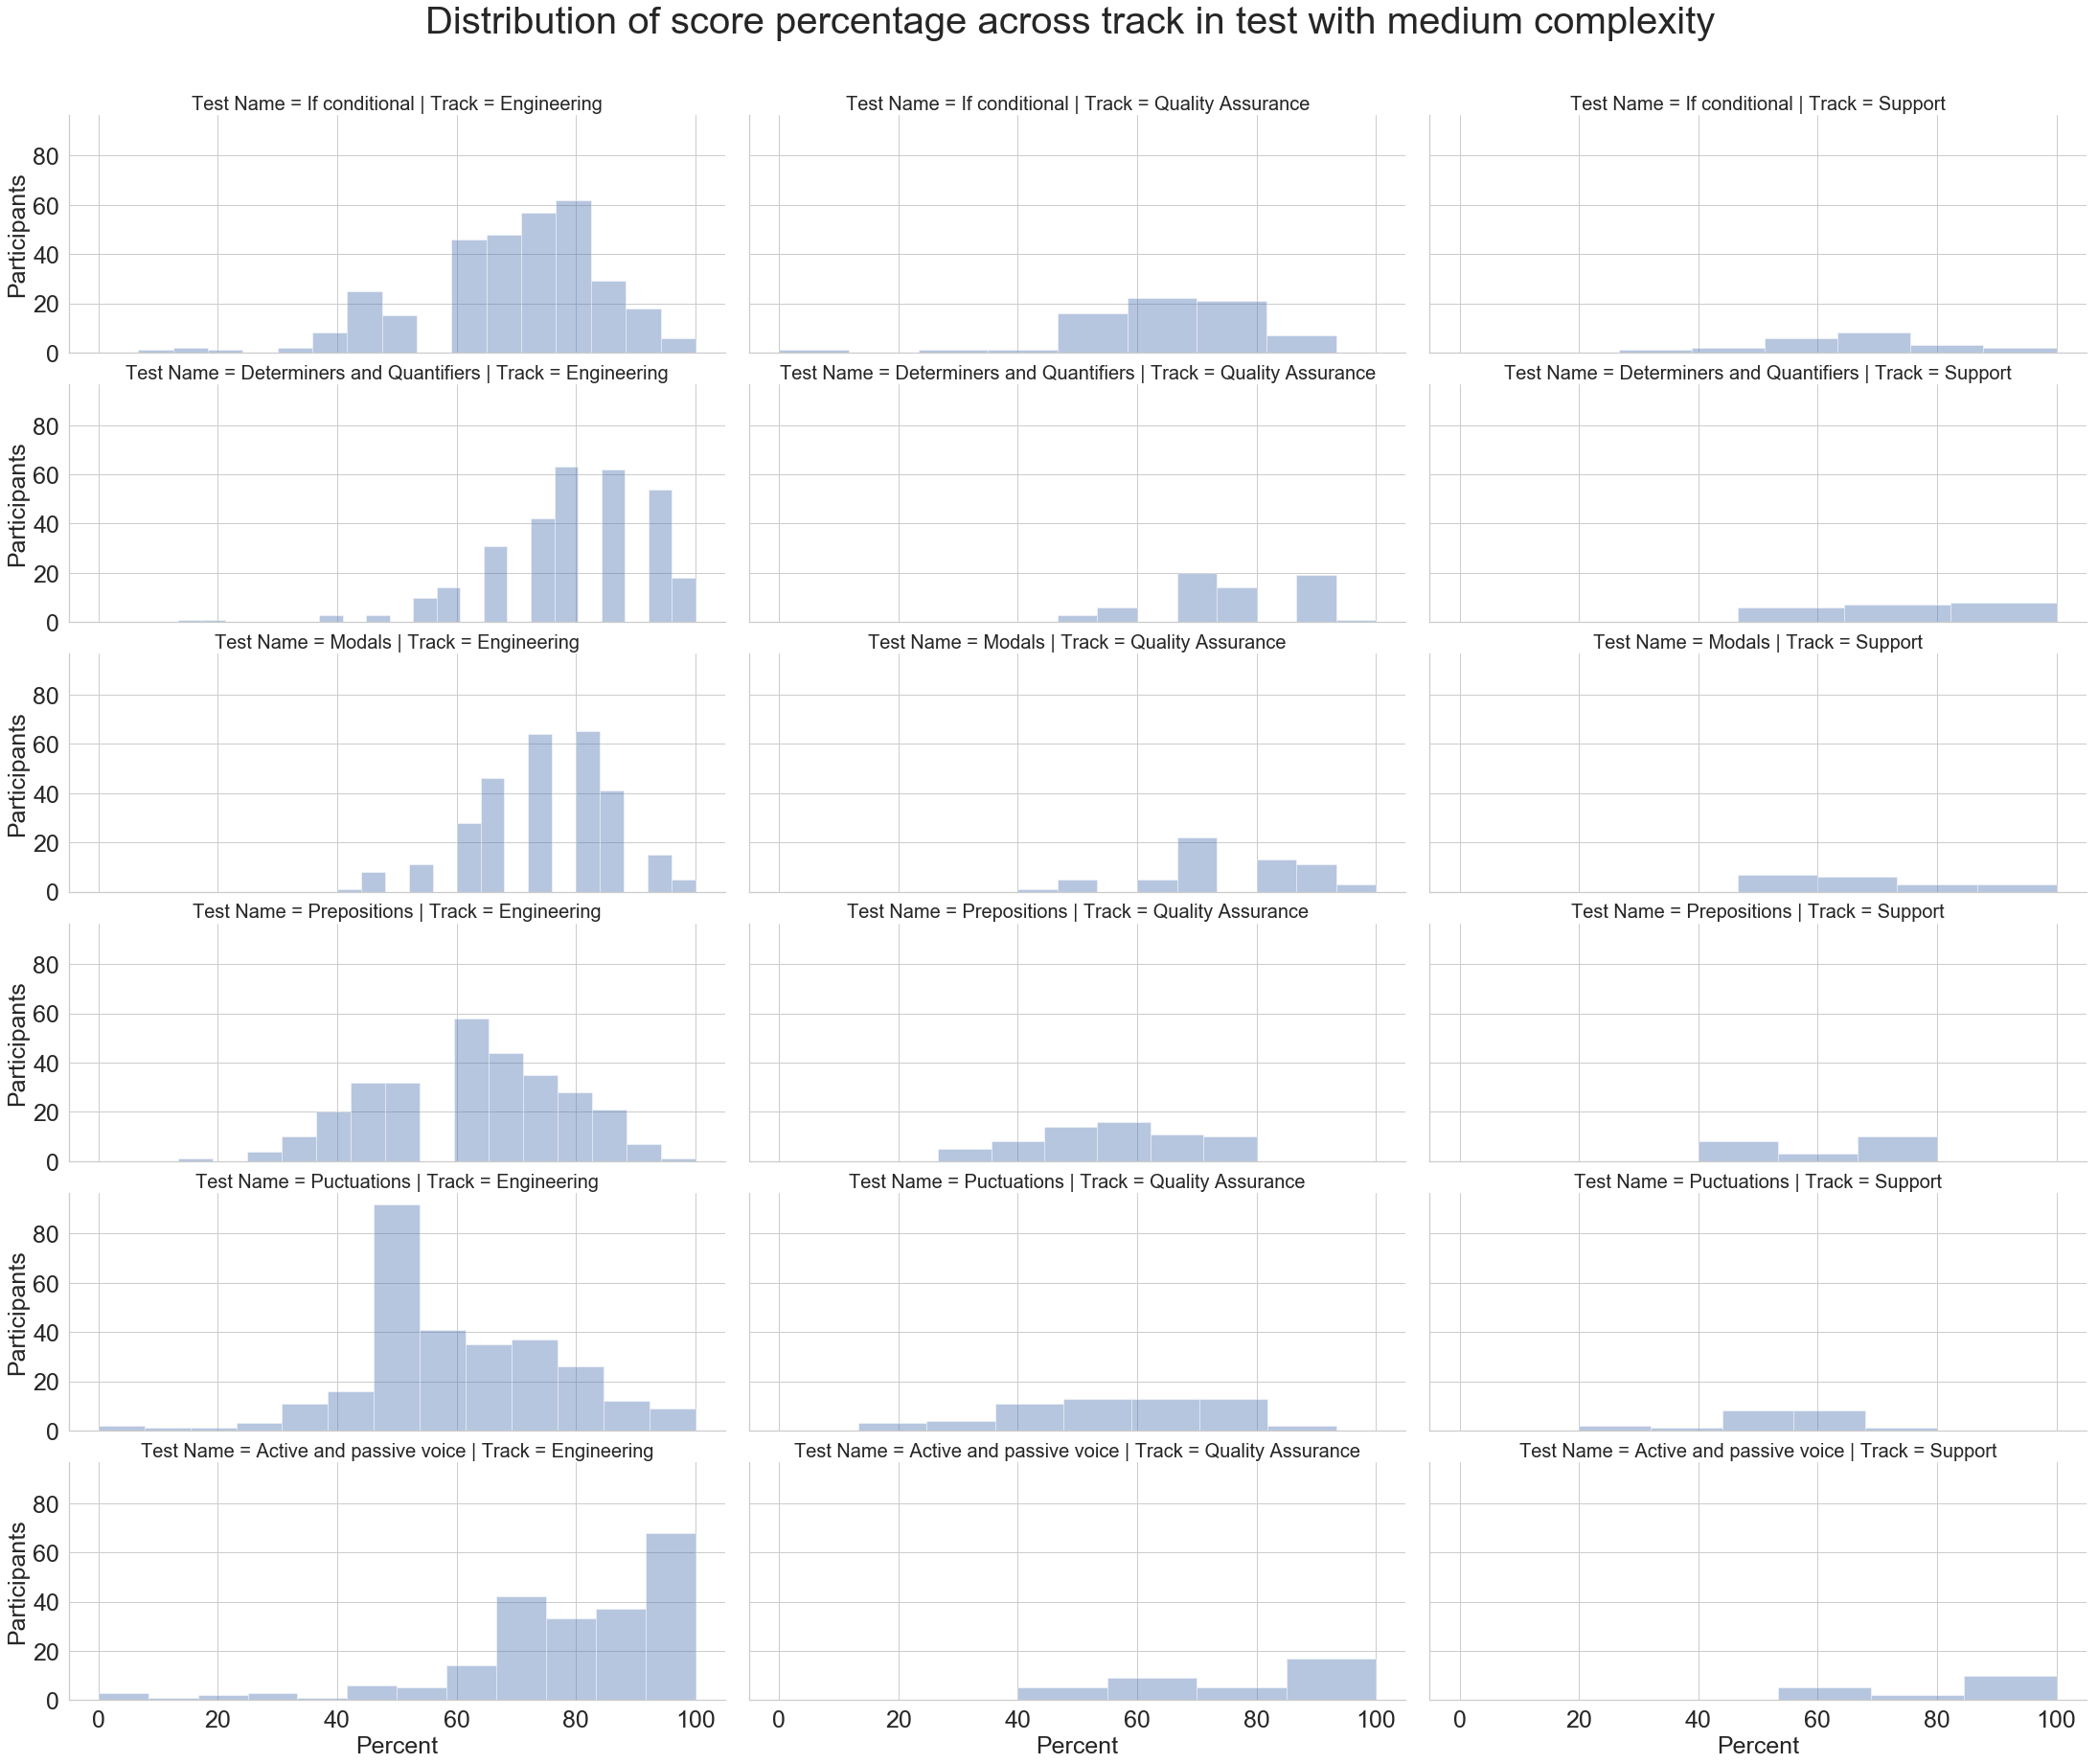 Distribution of score percentage across track in test with medium complexity
Test Name = If conditional | Track = Engineering
Test Name = If conditional | Track = Quality Assurance
Test Name = If conditional | Track = Support
80
60
40
20
0
Participants
Test Name = Determiners and Quantifiers | Track = Engineering
Test Name = Determiners and Quantifiers | Track = Quality Assurance
Test Name = Determiners and Quantifiers | Track = Support
80
60
40
20
0
Participants
Test Name = Modals | Track = Engineering
Test Name = Modals | Track = Quality Assurance
Test Name = Modals | Track = Support
80
60
40
20
0
Participants
Test Name = Prepositions | Track = Engineering
Test Name = Prepositions | Track = Quality Assurance
Test Name = Prepositions | Track = Support
80
60
40
20
0
Participants
Test Name = Puctuations | Track = Engineering
Test Name = Puctuations | Track = Quality Assurance
Test Name = Puctuations | Track = Support
80
60
40
20
0
Participants
Test Name = Active and passive voice | Track = Engineering
Test Name = Active and passive voice | Track = Quality Assurance
Test Name = Active and passive voice | Track = Support
80
60
40
20
0
Participants
0 20 40 60 80 100
0 20 40 60 80 100
0 20 40 60 80 100
Percent
Percent
Percent